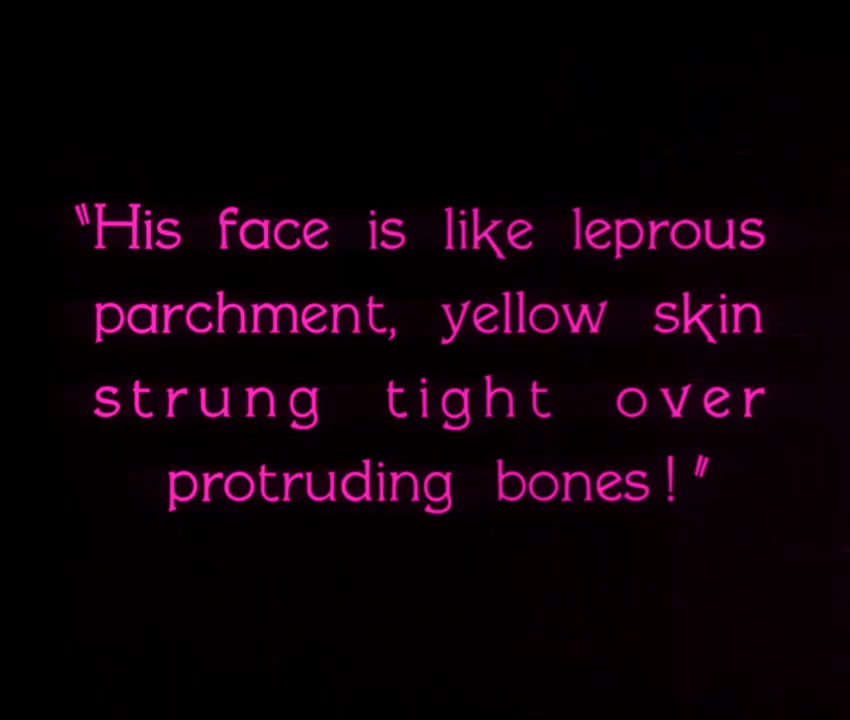 "His face is like leprous
parchment, yellow skin
strung tight over
protruding bones!"